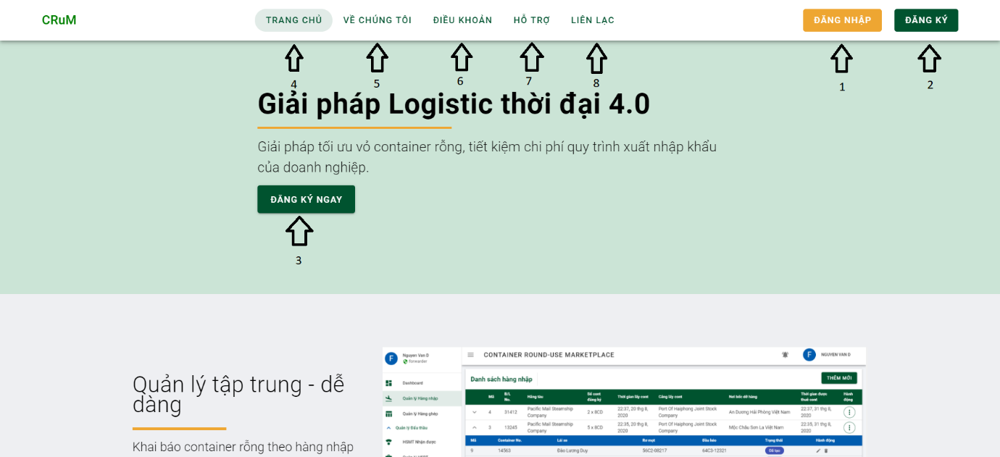 CRuM TRANG CHỦ VỀ CHÚNG TÔI ĐIỀU KHOẢN HỖ TRỢ LIÊN LẠC ĐĂNG NHẬP ĐĂNG KÝ
4 5 6 7 8 1 2
Giải pháp Logistic thời đại 4.0
Giải pháp tối ưu vỏ container rỗng, tiết kiệm chi phí quy trình xuất nhập khẩu
của doanh nghiệp.
ĐĂNG KÝ NGAY
3
Quản lý tập trung - dễ
dàng
Khai báo container rỗng theo hàng nhập
F Nguyen Van D
forwarder
Dashboard
Quản lý Hàng nhập
Quản lý Hàng ghép
Quản lý Đấu thầu
HSMT Nhận được
CONTAINER ROUND-USE MARKETPLACE F NGUYEN VAN D
Danh sách hàng nhập THÊM MỚI
Mã B/L No. Hãng tàu Số cont đăng ký Thời gian lấy cont Cảng lấy cont Nơi bốc dỡ hàng Thời gian được thuê cont Hành động
4 31412 Pacific Mail Steamship Company 2 x 8CD 22:37, 20 thg 8, 2020 Port Of Haiphong Joint Stock Company An Dương Hải Phòng Việt Nam 22:37, 31 thg 8, 2020
3 13245 Pacific Mail Steamship Company 5 x 8CD 22:35, 20 thg 8, 2020 Port Of Haiphong Joint Stock Company Mộc Châu Sơn La Việt Nam 22:35, 31 thg 8, 2020
Mã Container No. Lái xe Rơ mọt Đầu kéo Trạng thái Hành động
9 14563 Đào Lương Duy 56C2-08217 64C3-12321 Đã tạo